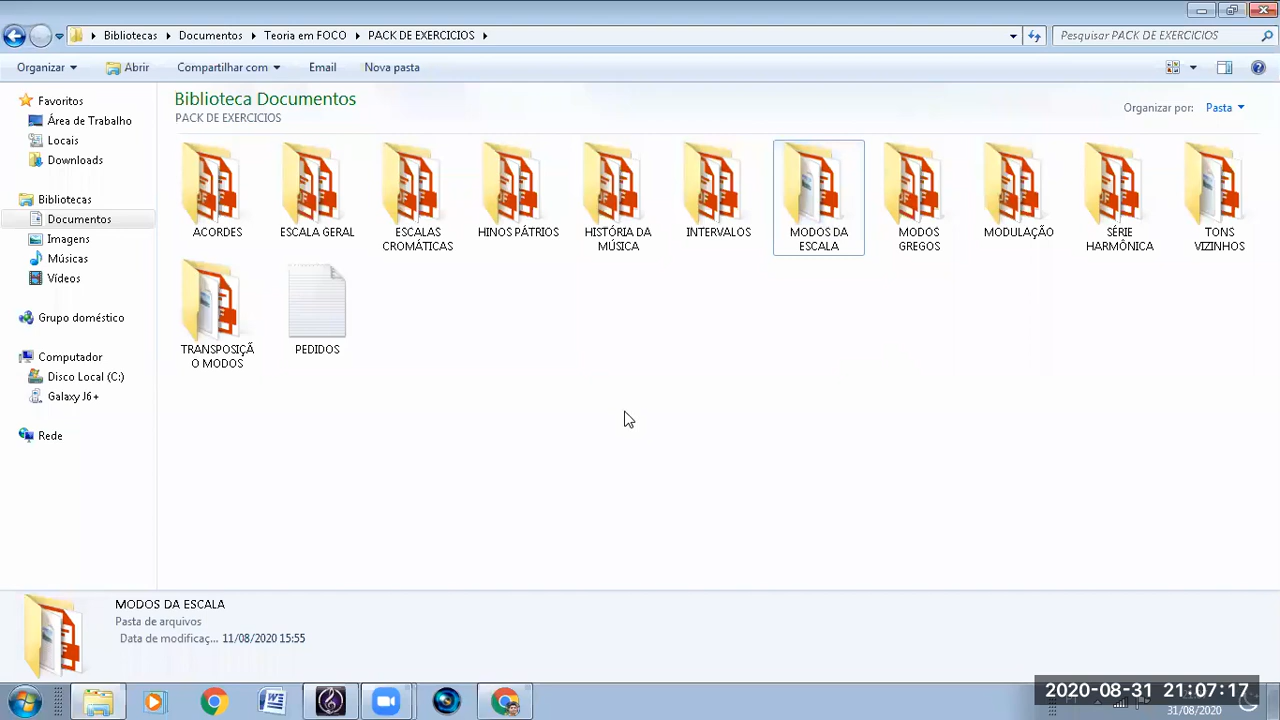 Bibliotecas
Documentos
Teoria em FOCO
PACK DE EXERCICIOS
Pesquisar PACK DE EXERCICIOS
Organizar
Abrir
Compartilhar com
Email
Nova pasta
Favoritos
Área de Trabalho
Locais
Downloads
Bibliotecas
Documentos
Imagens
Músicas
Vídeos
Grupo doméstico
Computador
Disco Local (C:)
Galaxy J6+
Rede
Biblioteca Documentos
PACK DE EXERCICIOS
Organizar por: Pasta
ACORDES
ESCALA GERAL
ESCALAS
CROMÁTICAS
HINOS PÁTRIOS
HISTÓRIA DA
MÚSICA
INTERVALOS
MODOS DA
ESCALA
MODOS
GREGOS
MODULAÇÃO
SÉRIE
HARMÔNICA
TONS
VIZINHOS
TRANSPOSIÇÃ
O MODOS
PEDIDOS
MODOS DA ESCALA
Pasta de arquivos
Data de modificaç... 11/08/2020 15:55
2020-08-31 21:07:17
31/08/2020